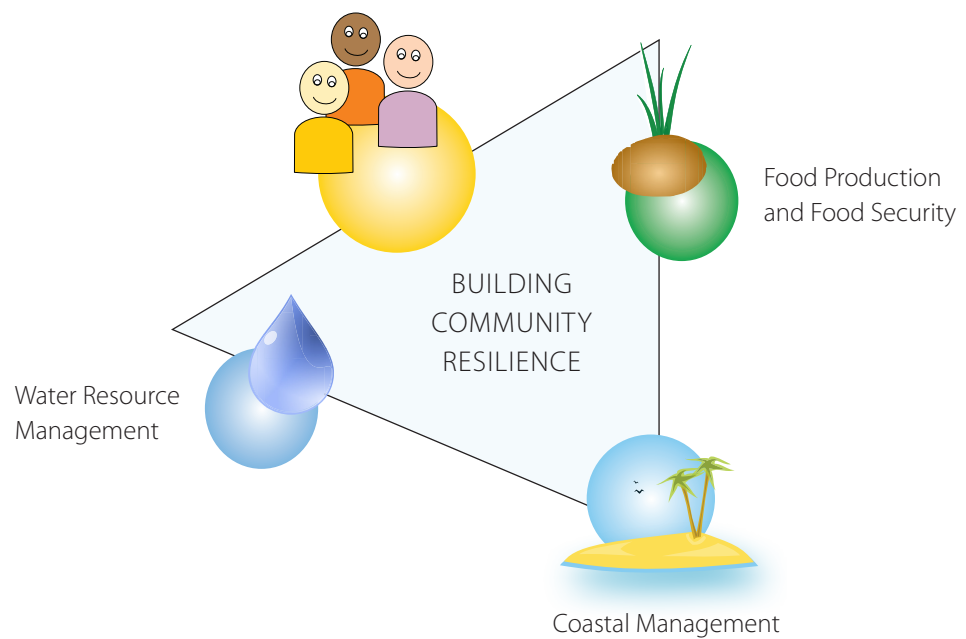 Food Production
and Food Security
BUILDING
COMMUNITY
RESILIENCE
Water Resource
Management
Coastal Management